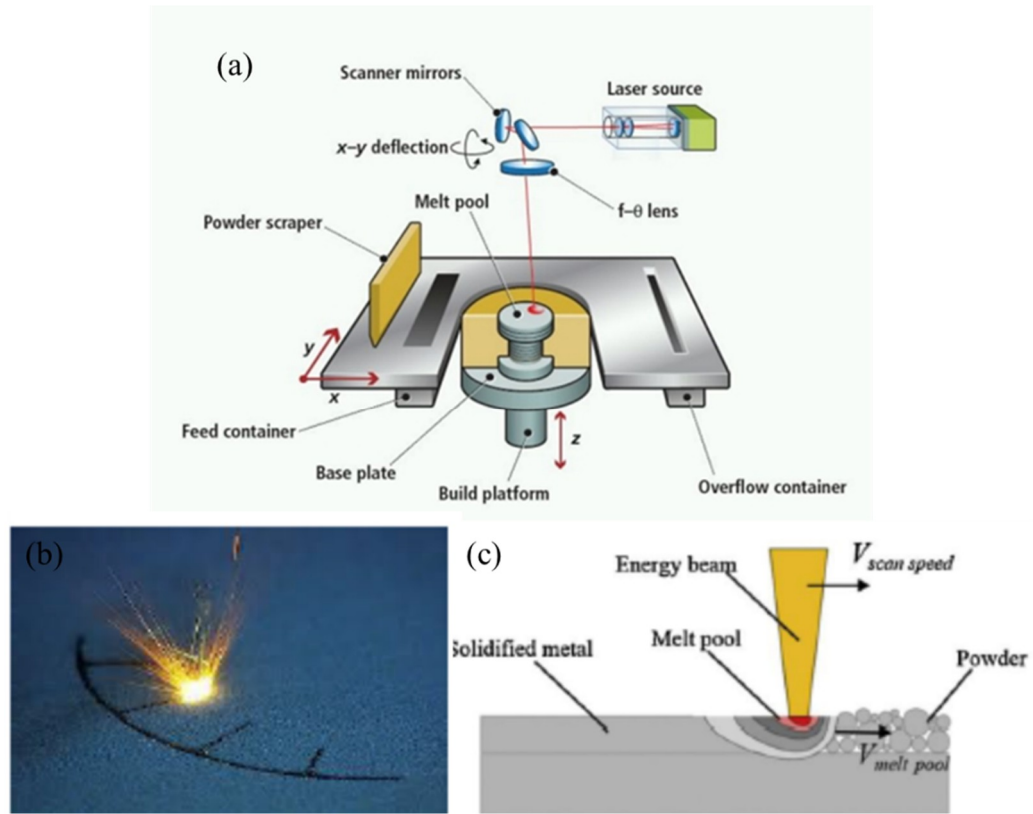 (a)
Scanner mirrors
Laser source
x–y deflection
Melt pool
f–θ lens
Powder scraper
y
x
z
Feed container
Base plate
Build platform
Overflow container
(b)
(c)
Energy beam
V scan speed
Melt pool
Solidified metal
Powder
V melt pool